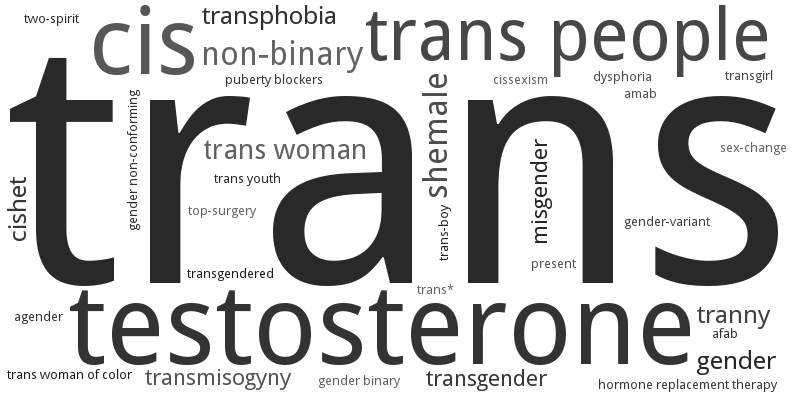 two-spirit
cis
transphobia
non-binary
trans people
puberty blockers
cissexism
dysphoria
transgirl
amab
trans
gender non-conforming
trans woman
shemale
misgender
sex-change
cishet
trans youth
top-surgery
trans-boy
gender-variant
transgendered
present
trans*
agender
testosterone
tranny
afab
gender
trans woman of color
transmisogyny
gender binary
transgender
hormone replacement therapy